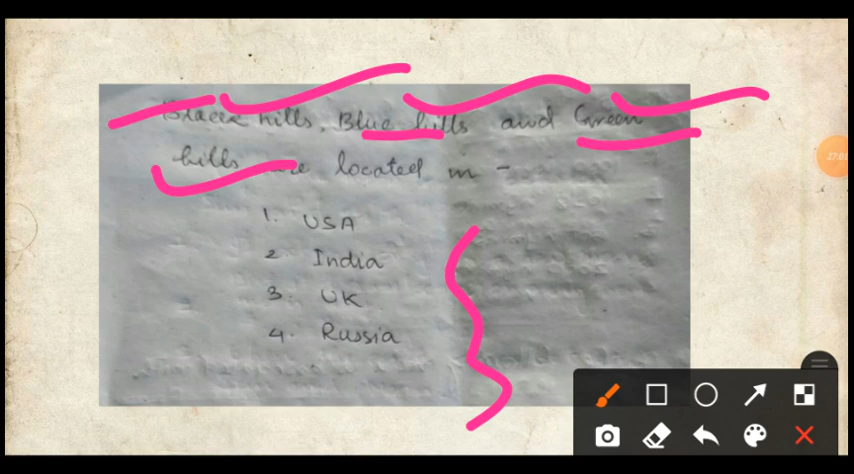 Black hills, Blue hills and Green
hills are located in -
1. USA
2 India
3. UK
4. Russia